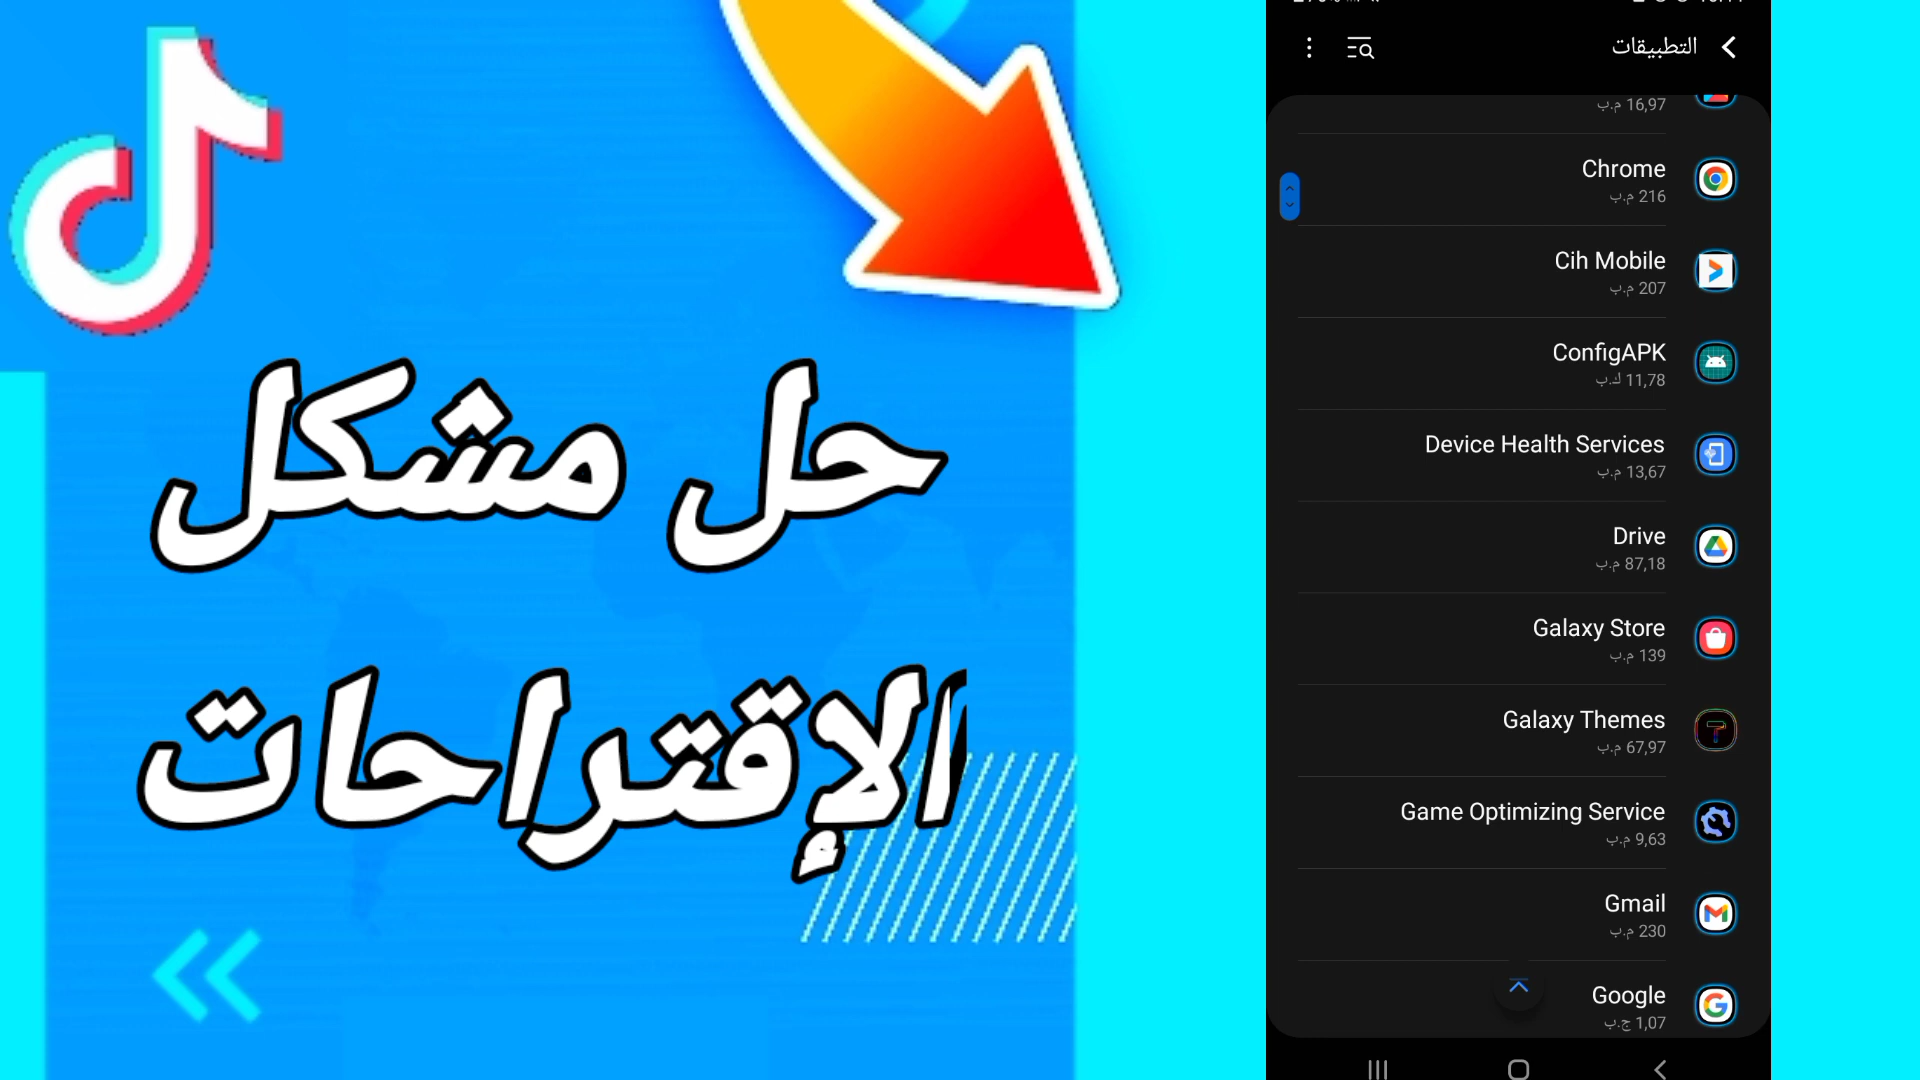 حل مشكل
الإقتراحات
التطبيقات
16,97 م.ب
Chrome
216 م.ب
Cih Mobile
207 م.ب
ConfigAPK
11,78 ك.ب
Device Health Services
13,67 م.ب
Drive
87,18 م.ب
Galaxy Store
139 م.ب
Galaxy Themes
67,97 م.ب
Game Optimizing Service
9,63 م.ب
Gmail
230 م.ب
Google
1,07 ج.ب